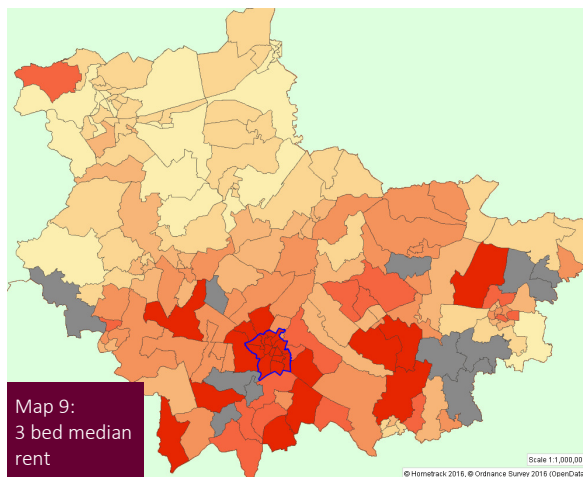 Map 9:
3 bed median
rent
Scale 1:1,000,00
© Hometrack 2016, © Ordnance Survey 2016 (OpenData